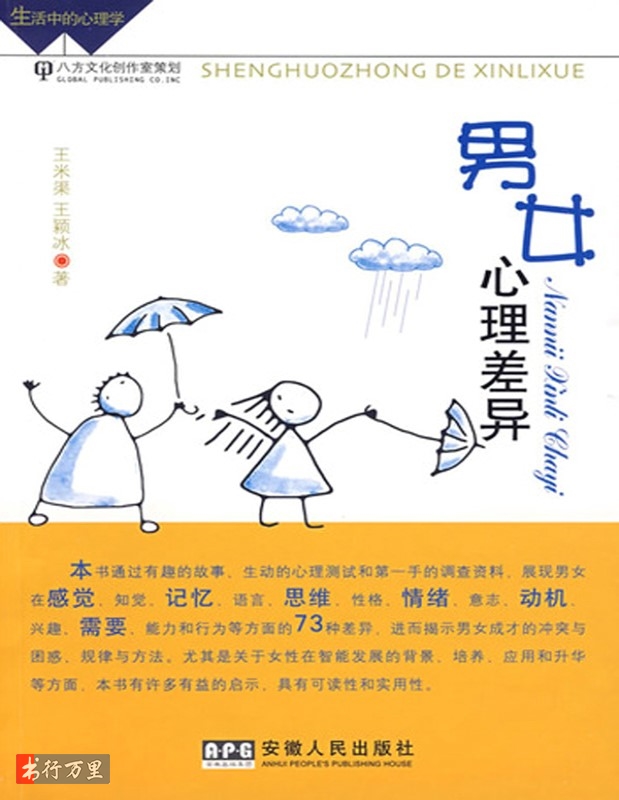 生活中的心理学
八方文化创作室策划
GLOBAL PUBLISHING CO.INC
SHENGHUOZHONG DE XINLIXUE
王米渠 王颖冰 著
男女
心理差异
Nannü Xinli Chayi
本书通过有趣的故事、生动的心理测试和第一手的调查资料、展现男女
在感觉、知觉、记忆、语言、思维、性格、情绪、意志、动机、
兴趣、需要、能力和行为等方面的73种差异、进而揭示男女成才的冲突与
困惑、规律与方法。尤其是关于女性在智能发展的背景、培养、应用和升华
等方面、本书有许多有益的启示、具有可读性和实用性。
A·P·G
安徽人民出版社
ANHUI PEOPLE'S PUBLISHING HOUSE
书行万里